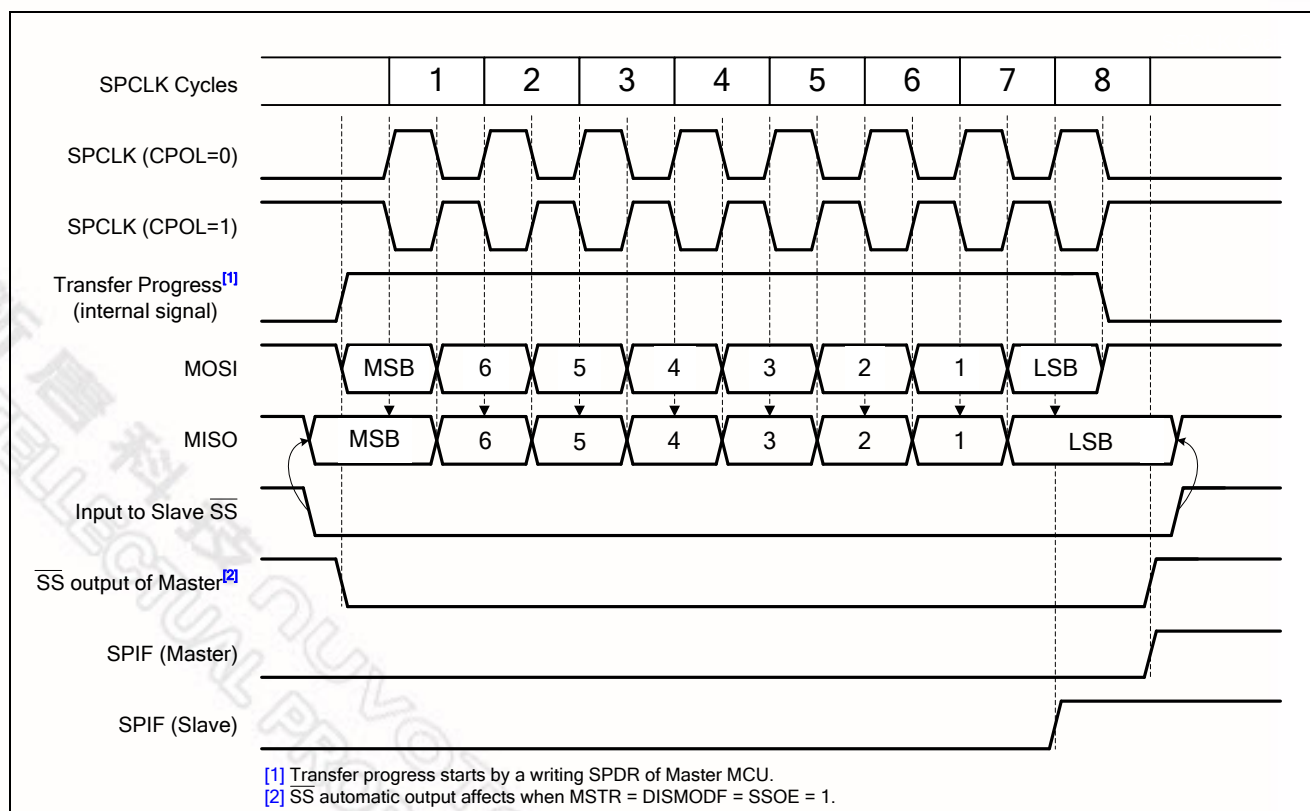 SPCLK Cycles 1 2 3 4 5 6 7 8
SPCLK (CPOL=0)
SPCLK (CPOL=1)
Transfer Progress[1]
(internal signal)
MOSI MSB 6 5 4 3 2 1 LSB
MISO MSB 6 5 4 3 2 1 LSB
Input to Slave S̅S̅
S̅S̅ output of Master[2]
SPIF (Master)
SPIF (Slave)
[1] Transfer progress starts by a writing SPDR of Master MCU.
[2] S̅S̅ automatic output affects when MSTR = DISMODF = SSOE = 1.